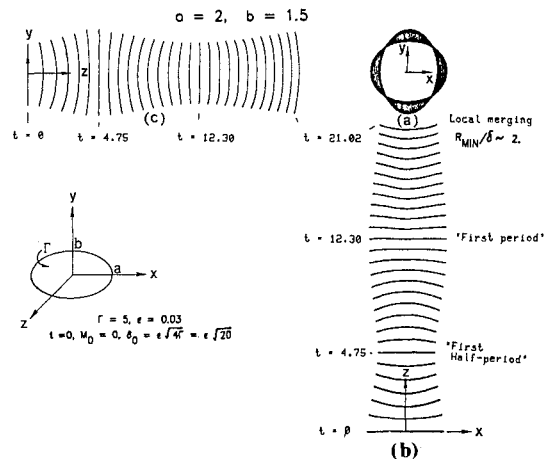 a = 2, b = 1.5
y
z
(c)
t = 0
t = 4.75
t = 12.30
y
x
(a)
t = 21.02
Local merging
R_MIN/δ ~ 2.
t = 12.30
"First period"
t = 4.75
"First
Half-period"
z
t = 0
x
(b)
y
Γ
b
a
x
z
Γ = 5, ε = 0.03
t=0, M_0 = 0, δ_0 = ε√4Γ = ε√20